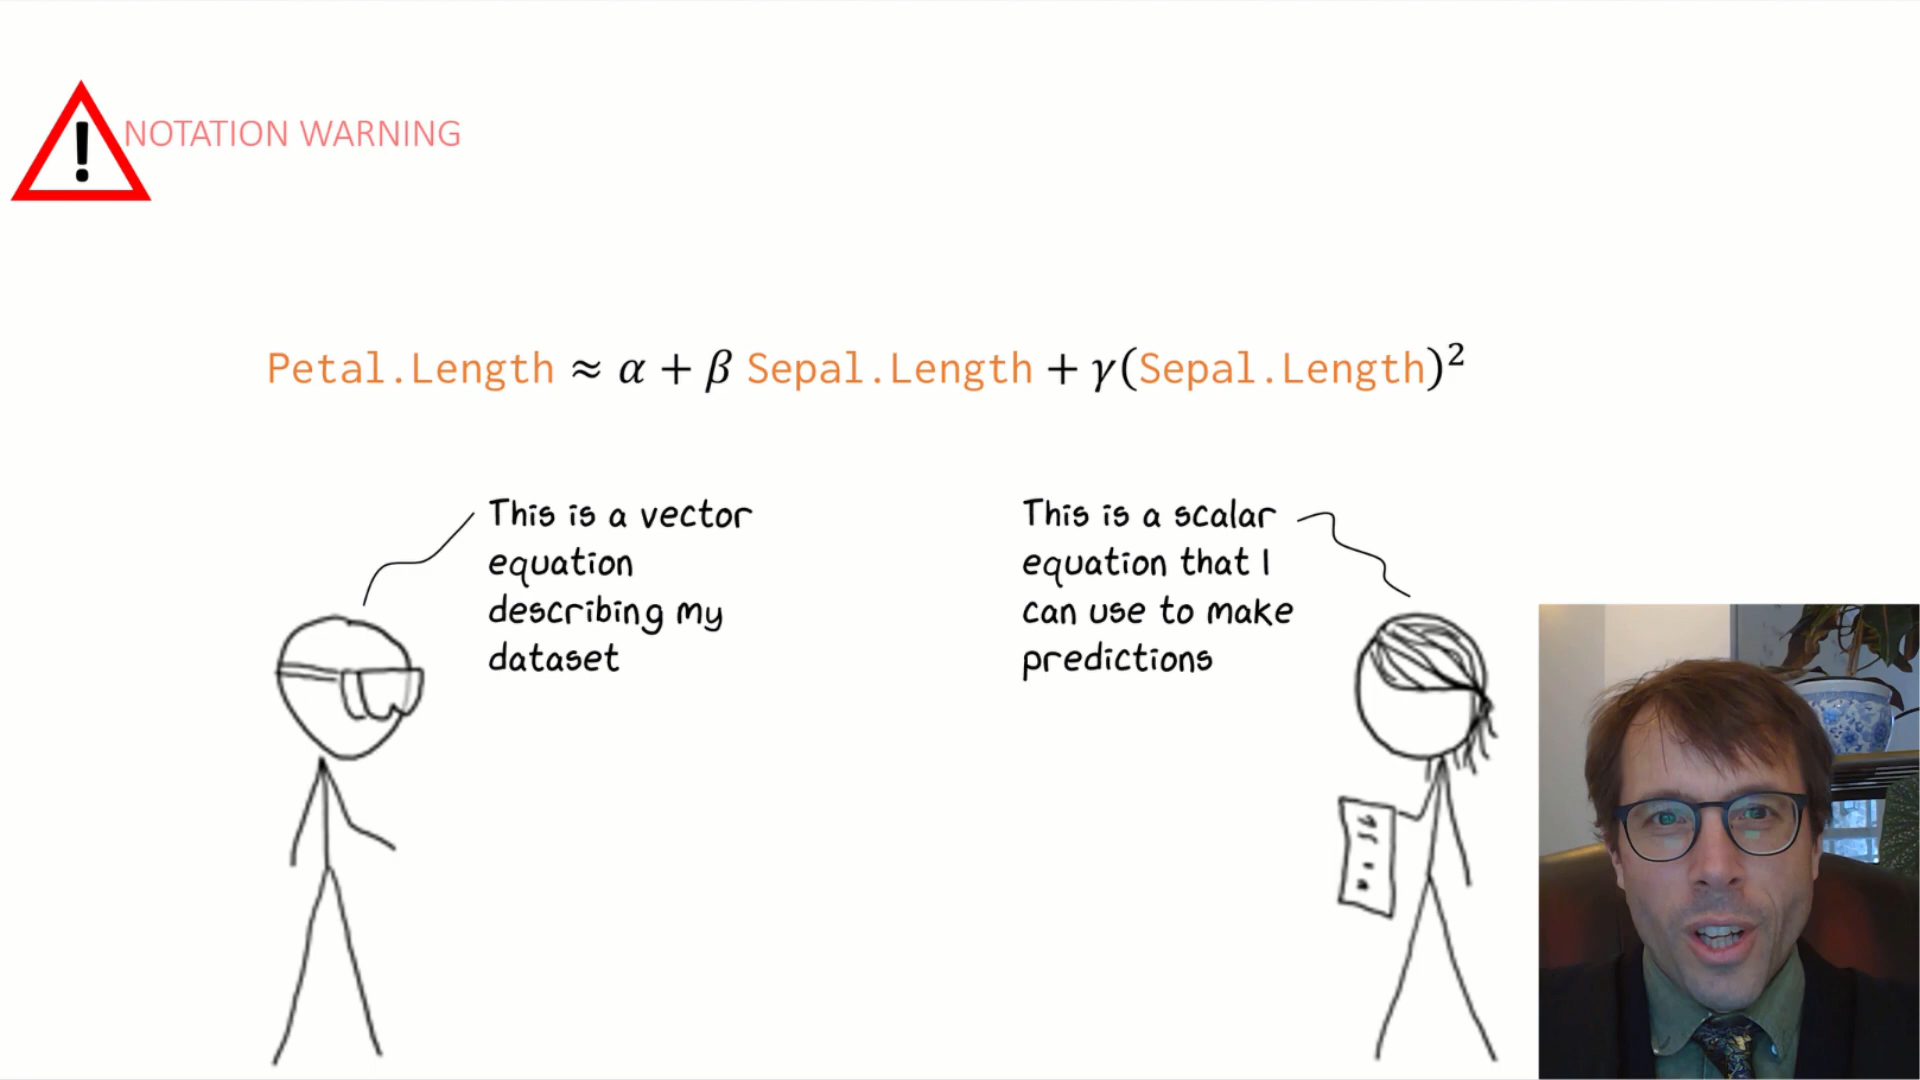 !
NOTATION WARNING
Petal.Length ≈ α + β Sepal.Length + γ(Sepal.Length)²
This is a vector
equation
describing my
dataset
This is a scalar
equation that I
can use to make
predictions